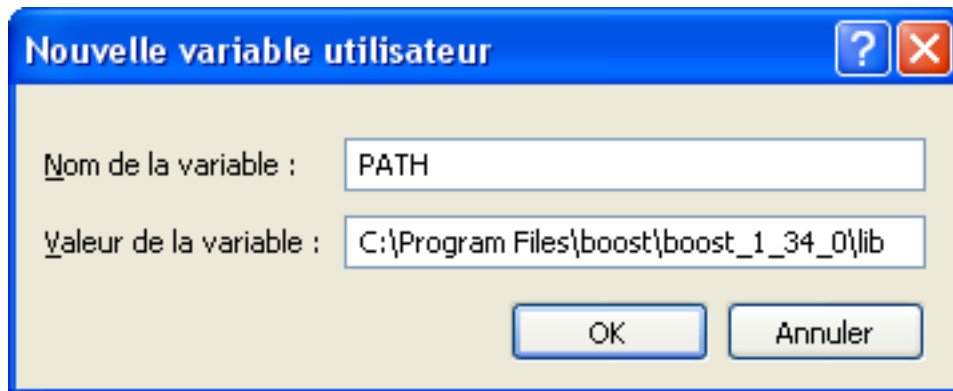 Nouvelle variable utilisateur
Nom de la variable : PATH
Valeur de la variable : C:\Program Files\boost\boost_1_34_0\lib
OK Annuler